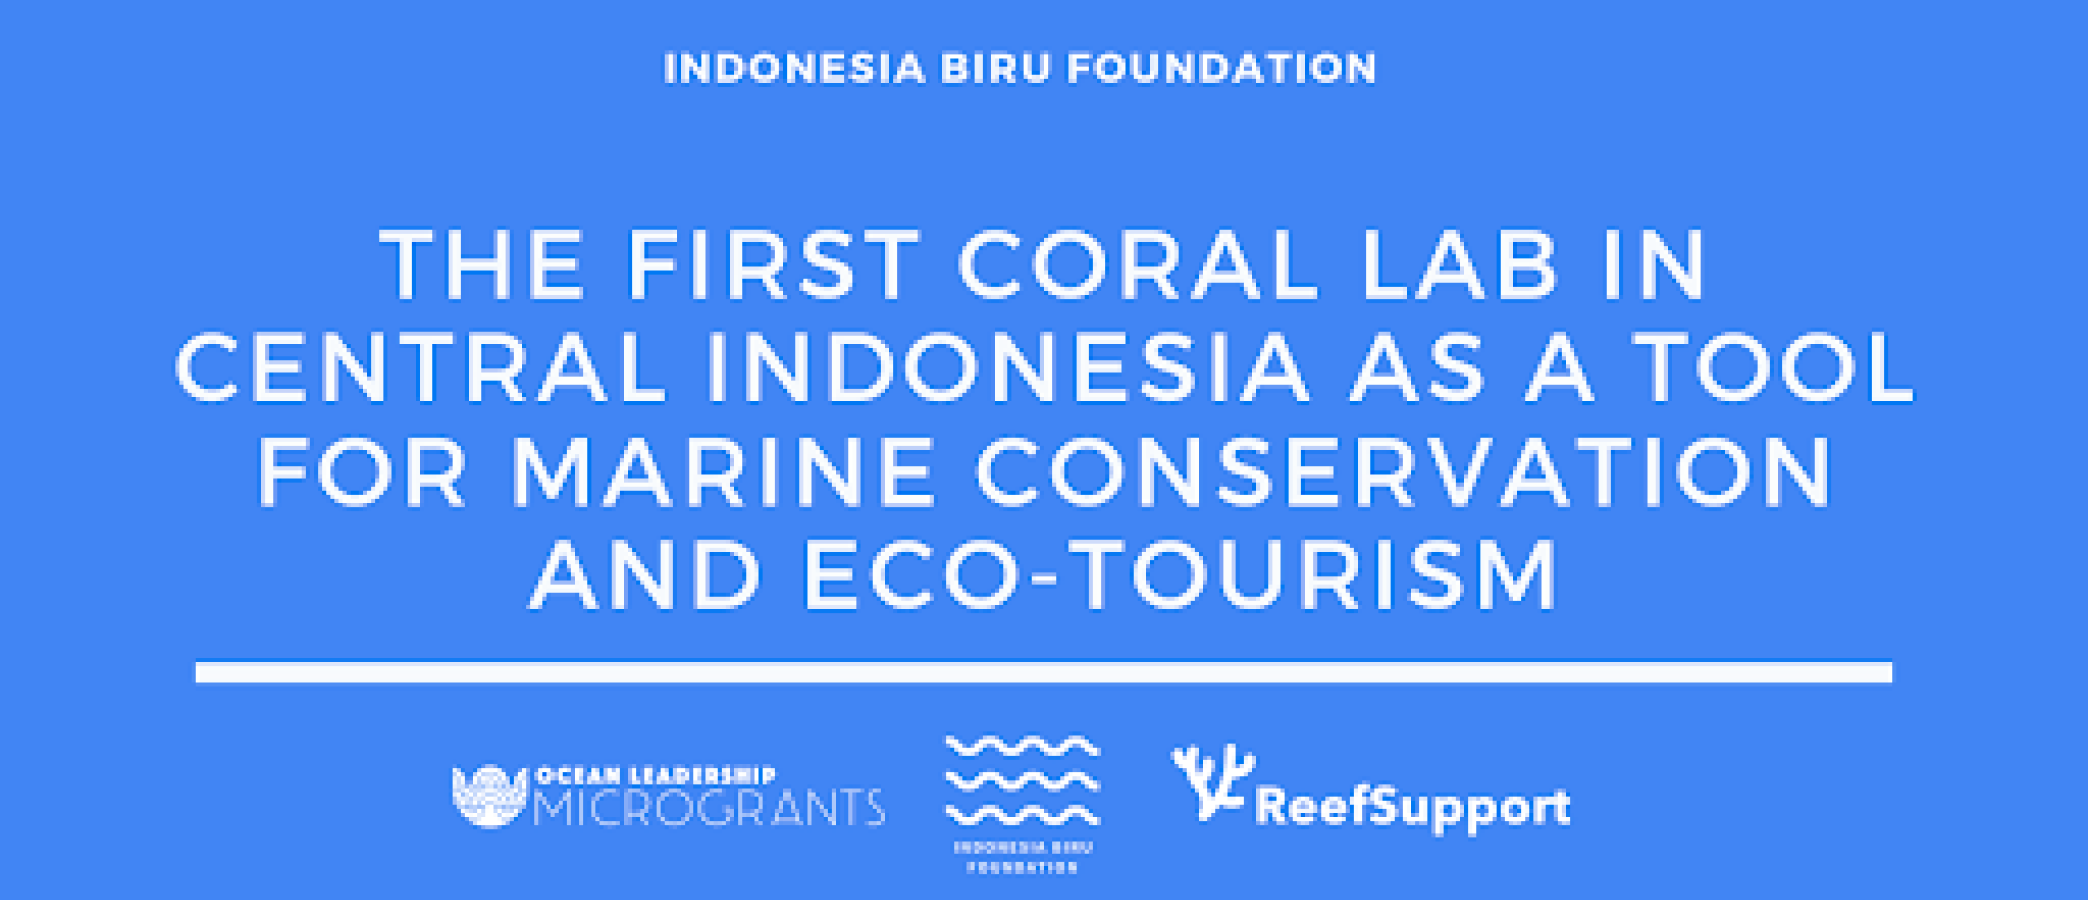 INDONESIA BIRU FOUNDATION
THE FIRST CORAL LAB IN
CENTRAL INDONESIA AS A TOOL
FOR MARINE CONSERVATION
AND ECO-TOURISM
OCEAN LEADERSHIP
MICROGRANTS
INDONESIA BIRU
FOUNDATION
ReefSupport